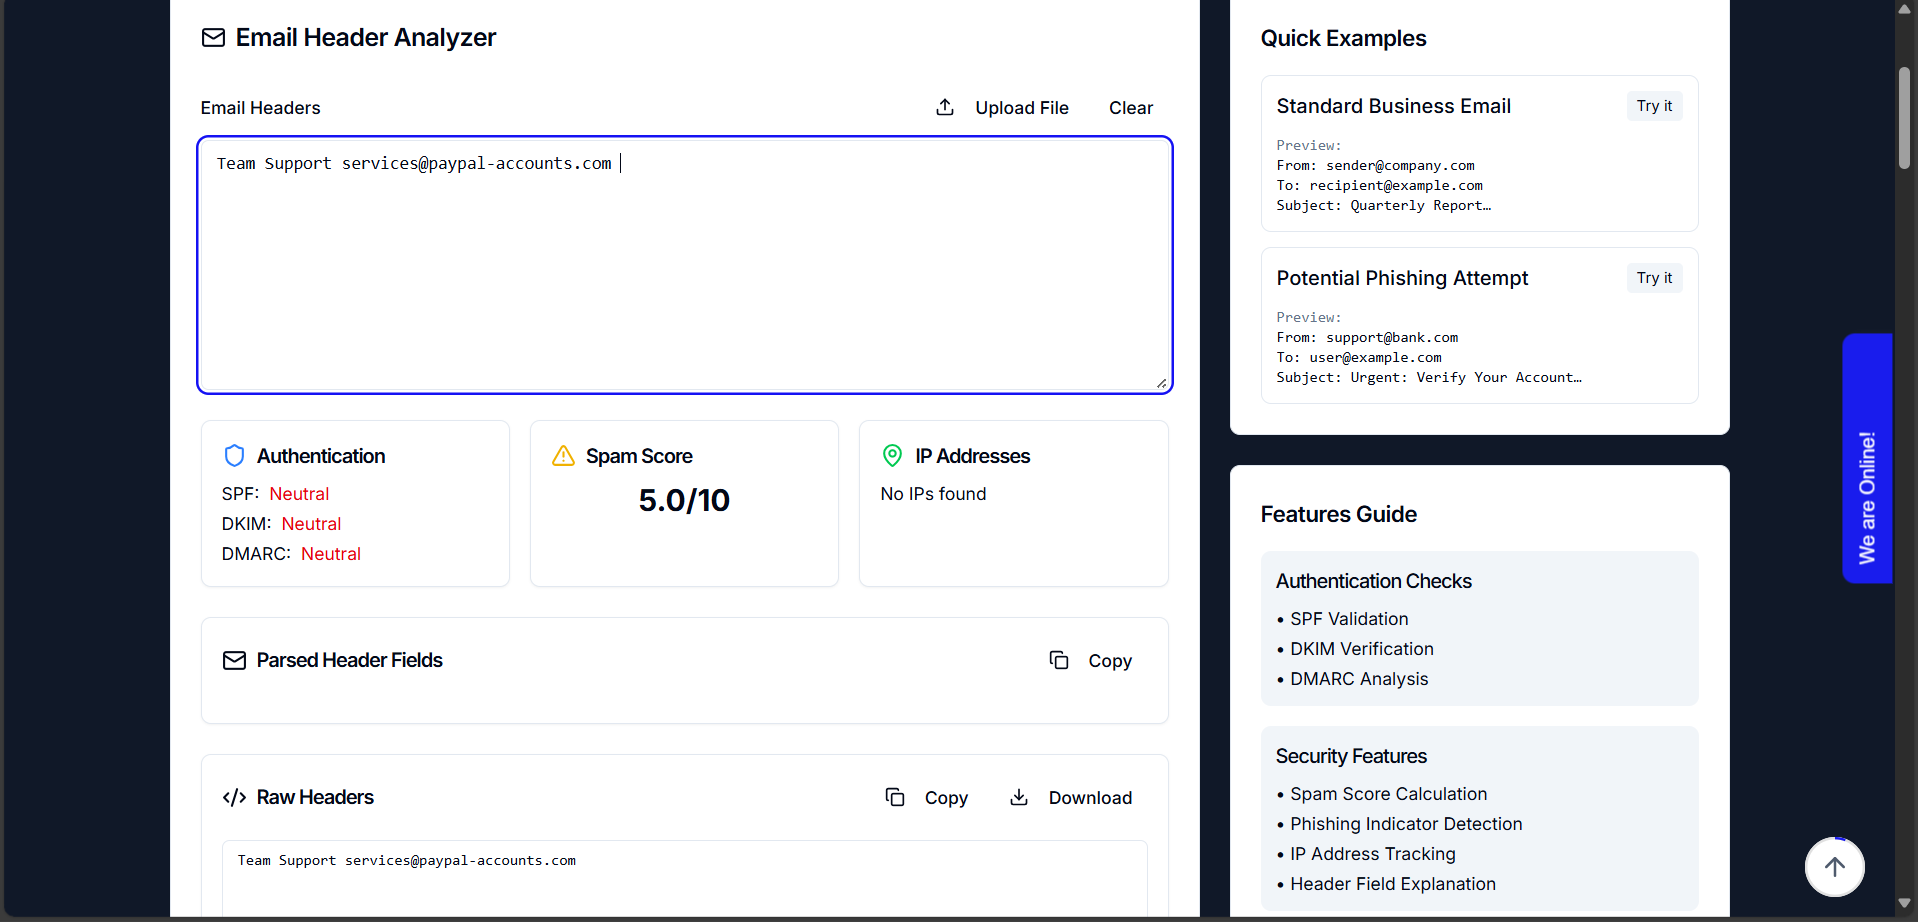 Email Header Analyzer
Email Headers
Upload File
Clear
Team Support services@paypal-accounts.com
Authentication
SPF: Neutral
DKIM: Neutral
DMARC: Neutral
Spam Score
5.0/10
IP Addresses
No IPs found
Parsed Header Fields
Copy
Raw Headers
Copy
Download
Team Support services@paypal-accounts.com
Quick Examples
Standard Business Email
Try it
Preview:
From: sender@company.com
To: recipient@example.com
Subject: Quarterly Report…
Potential Phishing Attempt
Try it
Preview:
From: support@bank.com
To: user@example.com
Subject: Urgent: Verify Your Account…
Features Guide
Authentication Checks
• SPF Validation
• DKIM Verification
• DMARC Analysis
Security Features
• Spam Score Calculation
• Phishing Indicator Detection
• IP Address Tracking
• Header Field Explanation
We are Online!